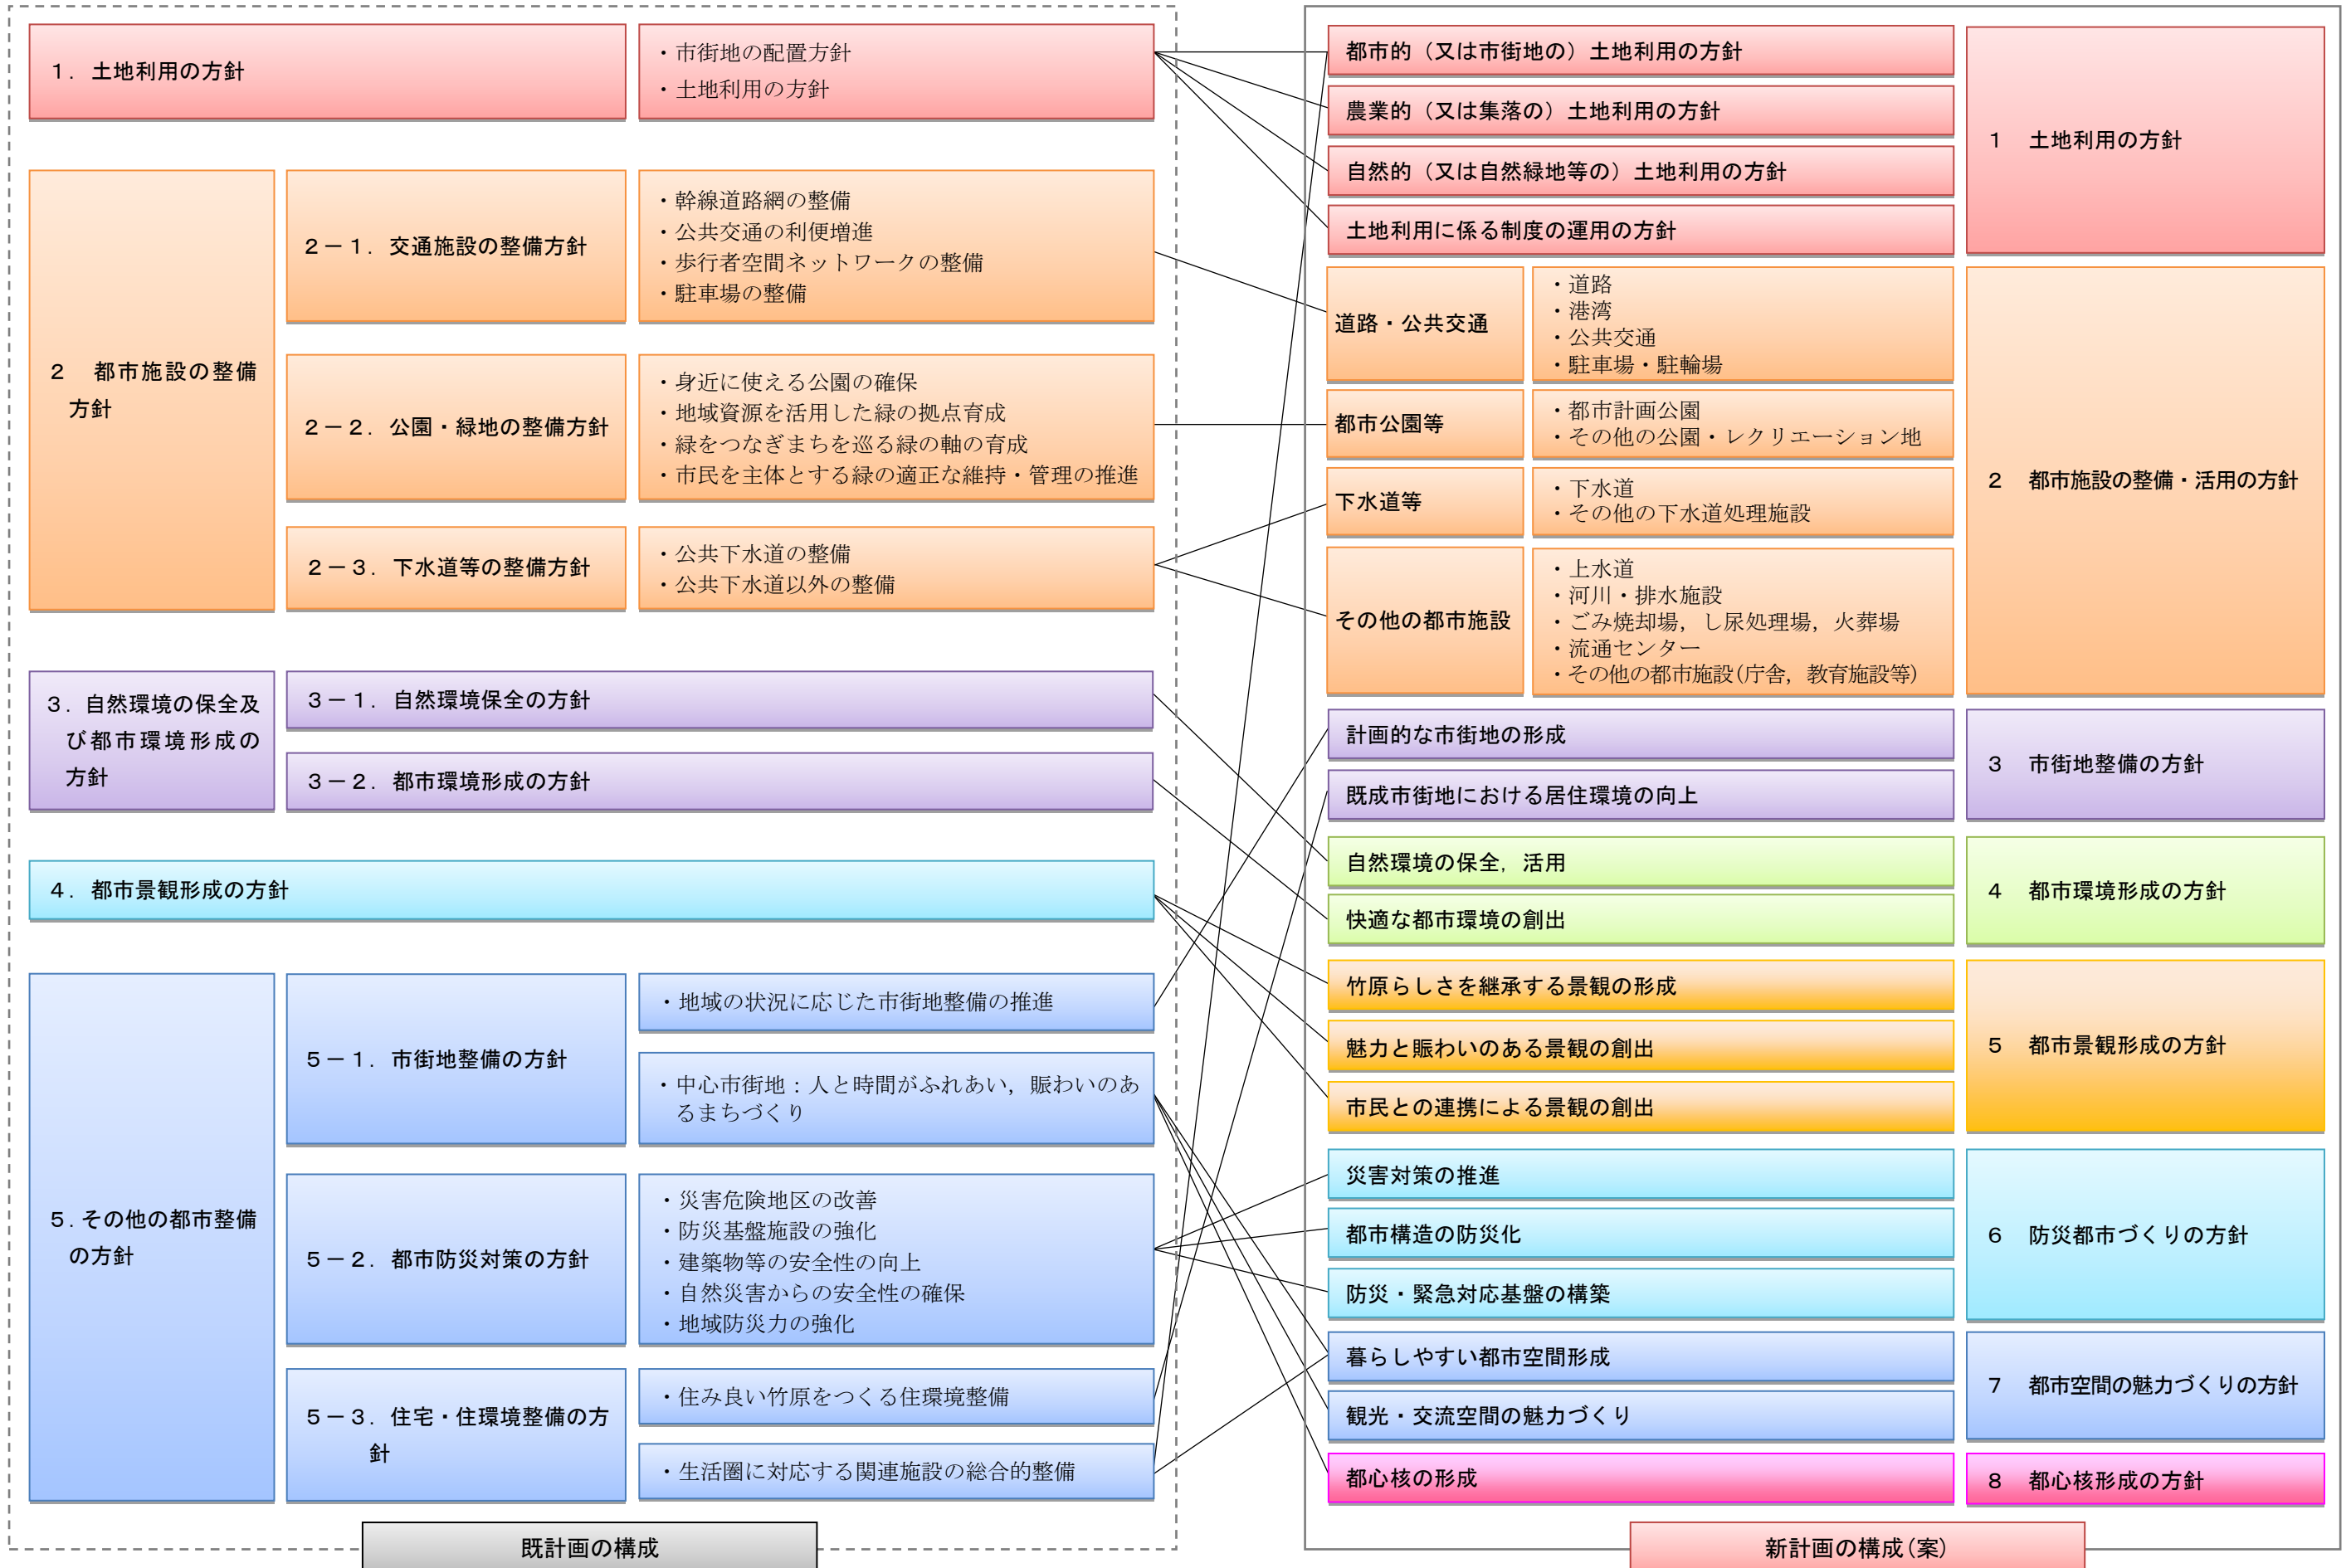 １．土地利用の方針
・市街地の配置方針
・土地利用の方針
２　都市施設の整備
方針
２－１．交通施設の整備方針
・幹線道路網の整備
・公共交通の利便増進
・歩行者空間ネットワークの整備
・駐車場の整備
２－２．公園・緑地の整備方針
・身近に使える公園の確保
・地域資源を活用した緑の拠点育成
・緑をつなぎまちを巡る緑の軸の育成
・市民を主体とする緑の適正な維持・管理の推進
２－３．下水道等の整備方針
・公共下水道の整備
・公共下水道以外の整備
３．自然環境の保全及
び都市環境形成の
方針
３－１．自然環境保全の方針
３－２．都市環境形成の方針
４．都市景観形成の方針
５．その他の都市整備
の方針
５－１．市街地整備の方針
・地域の状況に応じた市街地整備の推進
・中心市街地：人と時間がふれあい，賑わいのあ
るまちづくり
５－２．都市防災対策の方針
・災害危険地区の改善
・防災基盤施設の強化
・建築物等の安全性の向上
・自然災害からの安全性の確保
・地域防災力の強化
５－３．住宅・住環境整備の方
針
・住み良い竹原をつくる住環境整備
・生活圏に対応する関連施設の総合的整備
既計画の構成
都市的（又は市街地の）土地利用の方針
農業的（又は集落の）土地利用の方針
自然的（又は自然緑地等の）土地利用の方針
土地利用に係る制度の運用の方針
１　土地利用の方針
道路・公共交通
・道路
・港湾
・公共交通
・駐車場・駐輪場
都市公園等
・都市計画公園
・その他の公園・レクリエーション地
下水道等
・下水道
・その他の下水道処理施設
その他の都市施設
・上水道
・河川・排水施設
・ごみ焼却場，し尿処理場，火葬場
・流通センター
・その他の都市施設(庁舎，教育施設等)
２　都市施設の整備・活用の方針
計画的な市街地の形成
既成市街地における居住環境の向上
３　市街地整備の方針
自然環境の保全，活用
快適な都市環境の創出
４　都市環境形成の方針
竹原らしさを継承する景観の形成
魅力と賑わいのある景観の創出
市民との連携による景観の創出
５　都市景観形成の方針
災害対策の推進
都市構造の防災化
防災・緊急対応基盤の構築
６　防災都市づくりの方針
暮らしやすい都市空間形成
観光・交流空間の魅力づくり
７　都市空間の魅力づくりの方針
都心核の形成
８　都心核形成の方針
新計画の構成(案)